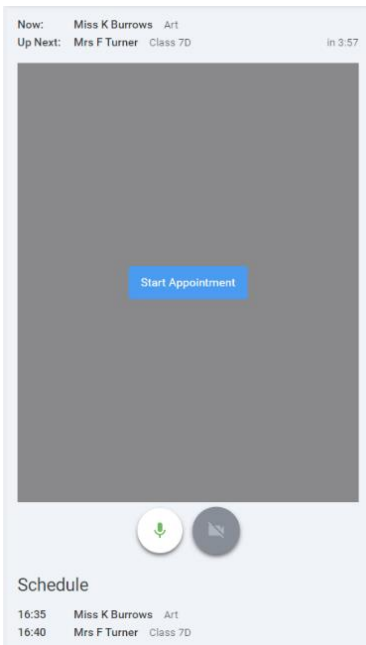 Now: Miss K Burrows Art
Up Next: Mrs F Turner Class 7D in 3:57
Start Appointment
Schedule
16:35 Miss K Burrows Art
16:40 Mrs F Turner Class 7D